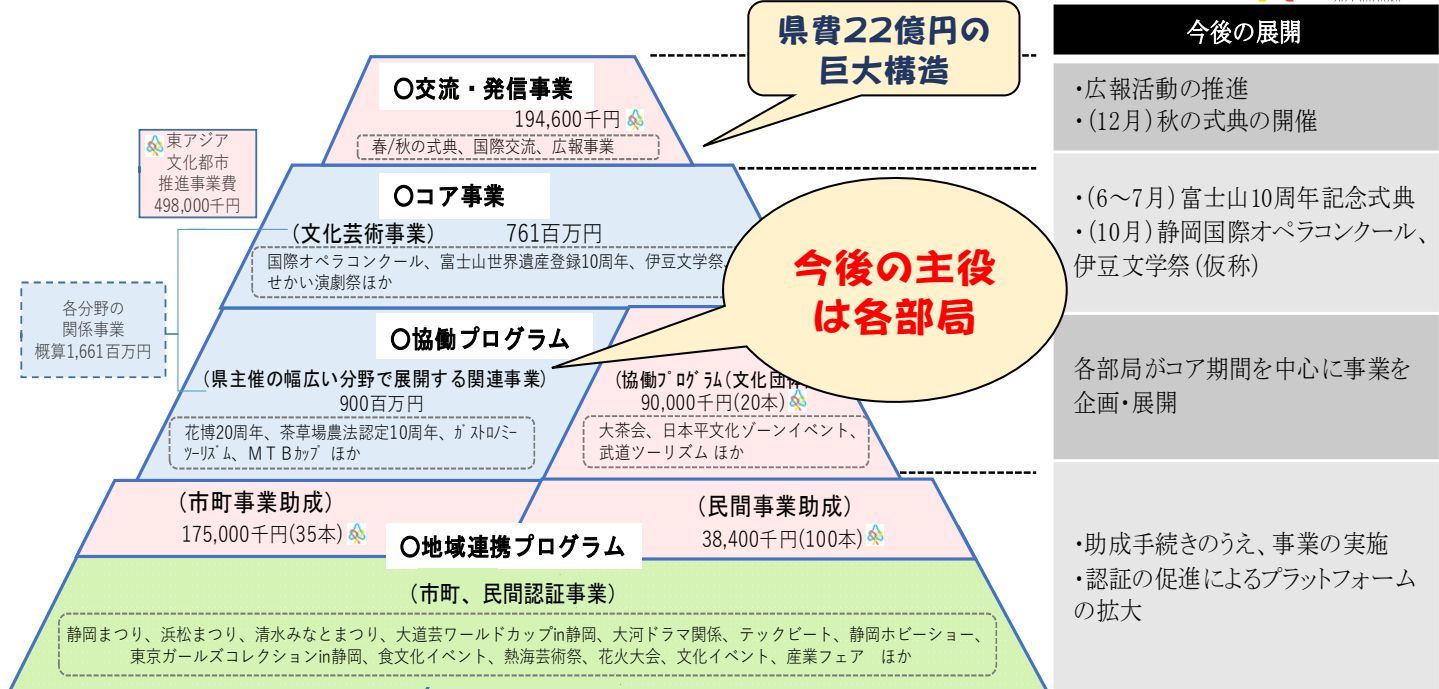 県費22億円の
巨大構造
今後の展開
〇交流・発信事業
194,600千円
春/秋の式典、国際交流、広報事業
・広報活動の推進
・(12月)秋の式典の開催
東アジア
文化都市
推進事業費
498,000千円
〇コア事業
(文化芸術事業) 761百万円
国際オペラコンクール、富士山世界遺産登録10周年、伊豆文学祭、
せかい演劇祭ほか
今後の主役
は各部局
・(6～7月)富士山10周年記念式典
・(10月)静岡国際オペラコンクール、
伊豆文学祭(仮称)
各分野の
関係事業
概算1,661百万円
〇協働プログラム
(県主催の幅広い分野で展開する関連事業)
900百万円
花博20周年、茶草場農法認定10周年、ガストロノミー
ツーリズム、MTBカップ ほか
(協働プログラム(文化団体
90,000千円(20本)
大茶会、日本平文化ゾーンイベント、
武道ツーリズム ほか
各部局がコア期間を中心に事業を
企画・展開
(市町事業助成)
175,000千円(35本)
(民間事業助成)
38,400千円(100本)
〇地域連携プログラム
(市町、民間認証事業)
静岡まつり、浜松まつり、清水みなとまつり、大道芸ワールドカップin静岡、大河ドラマ関係、テックビート、静岡ホビーショー、
東京ガールズコレクションin静岡、食文化イベント、熱海芸術祭、花火大会、文化イベント、産業フェア ほか
・助成手続きのうえ、事業の実施
・認証の促進によるプラットフォーム
の拡大